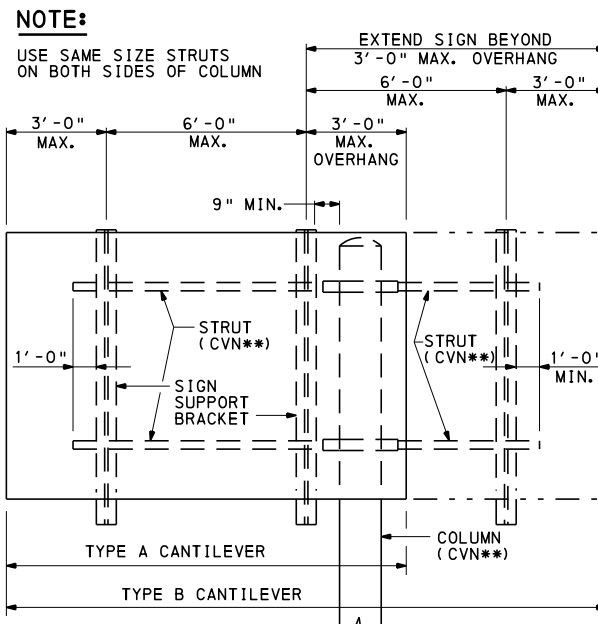 NOTE:
USE SAME SIZE STRUTS
ON BOTH SIDES OF COLUMN
EXTEND SIGN BEYOND
3'-0" MAX. OVERHANG
6'-0"
MAX.
3'-0"
MAX.
3'-0"
MAX.
6'-0"
MAX.
3'-0"
MAX.
OVERHANG
9" MIN.
STRUT
(CVN**)
STRUT
(CVN**)
1'-0"
SIGN
SUPPORT
BRACKET
1'-0"
MIN.
COLUMN
(CVN**)
TYPE A CANTILEVER
TYPE B CANTILEVER
A